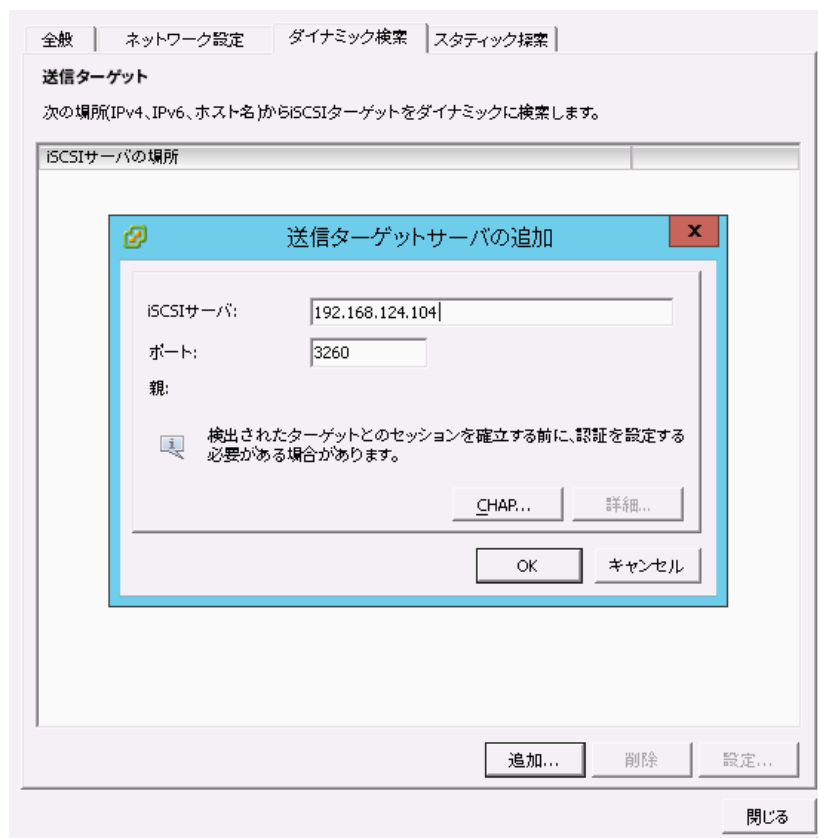 全般 ネットワーク設定 ダイナミック検索 スタティック探索
送信ターゲット
次の場所(IPv4、IPv6、ホスト名)からiSCSIターゲットをダイナミックに検索します。
iSCSIサーバの場所
送信ターゲットサーバの追加
iSCSIサーバ: 192.168.124.104
ポート: 3260
親:
検出されたターゲットとのセッションを確立する前に、認証を設定する
必要がある場合があります。
CHAP... 詳細...
OK キャンセル
追加... 削除 設定...
閉じる